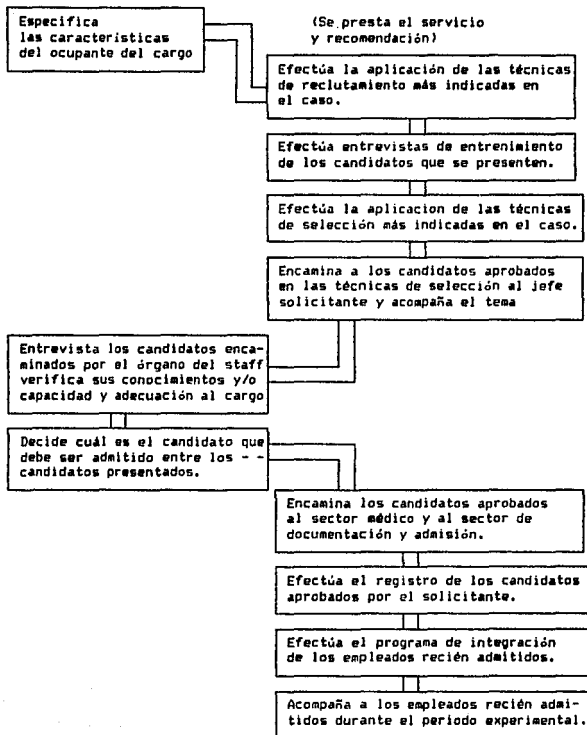 Especifica
las características
del ocupante del cargo
(Se presta el servicio
y recomendación)
Efectúa la aplicación de las técnicas
de reclutamiento más indicadas en
el caso.
Efectúa entrevistas de entrenimiento
de los candidatos que se presenten.
Efectúa la aplicacion de las técnicas
de selección más indicadas en el caso.
Encamina a los candidatos aprobados
en las técnicas de selección al jefe
solicitante y acompaña el tema
Entrevista los candidatos enca-
minados por el órgano del staff
verifica sus conocimientos y/o
capacidad y adecuación al cargo
Decide cuál es el candidato que
debe ser admitido entre los - -
candidatos presentados.
Encamina los candidatos aprobados
al sector médico y al sector de
documentación y admisión.
Efectúa el registro de los candidatos
aprobados por el solicitante.
Efectúa el programa de integración
de los empleados recién admitidos.
Acompaña a los empleados recién admi-
tidos durante el periodo experimental.